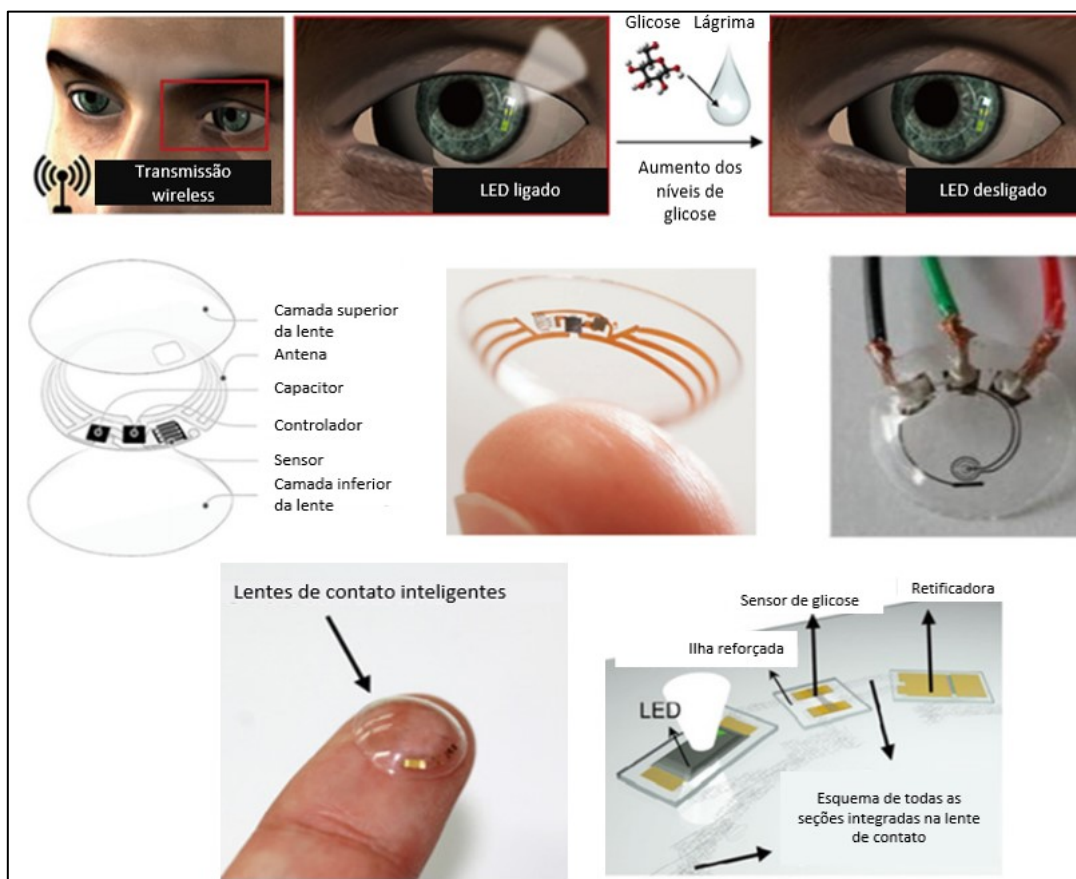 Glicose Lágrima
Transmissão
wireless
LED ligado
Aumento dos
níveis de
glicose
LED desligado
Camada superior
da lente
Antena
Capacitor
Controlador
Sensor
Camada inferior
da lente
Lentes de contato inteligentes
Sensor de glicose
Retificadora
Ilha reforçada
LED
Esquema de todas as
seções integradas na lente
de contato